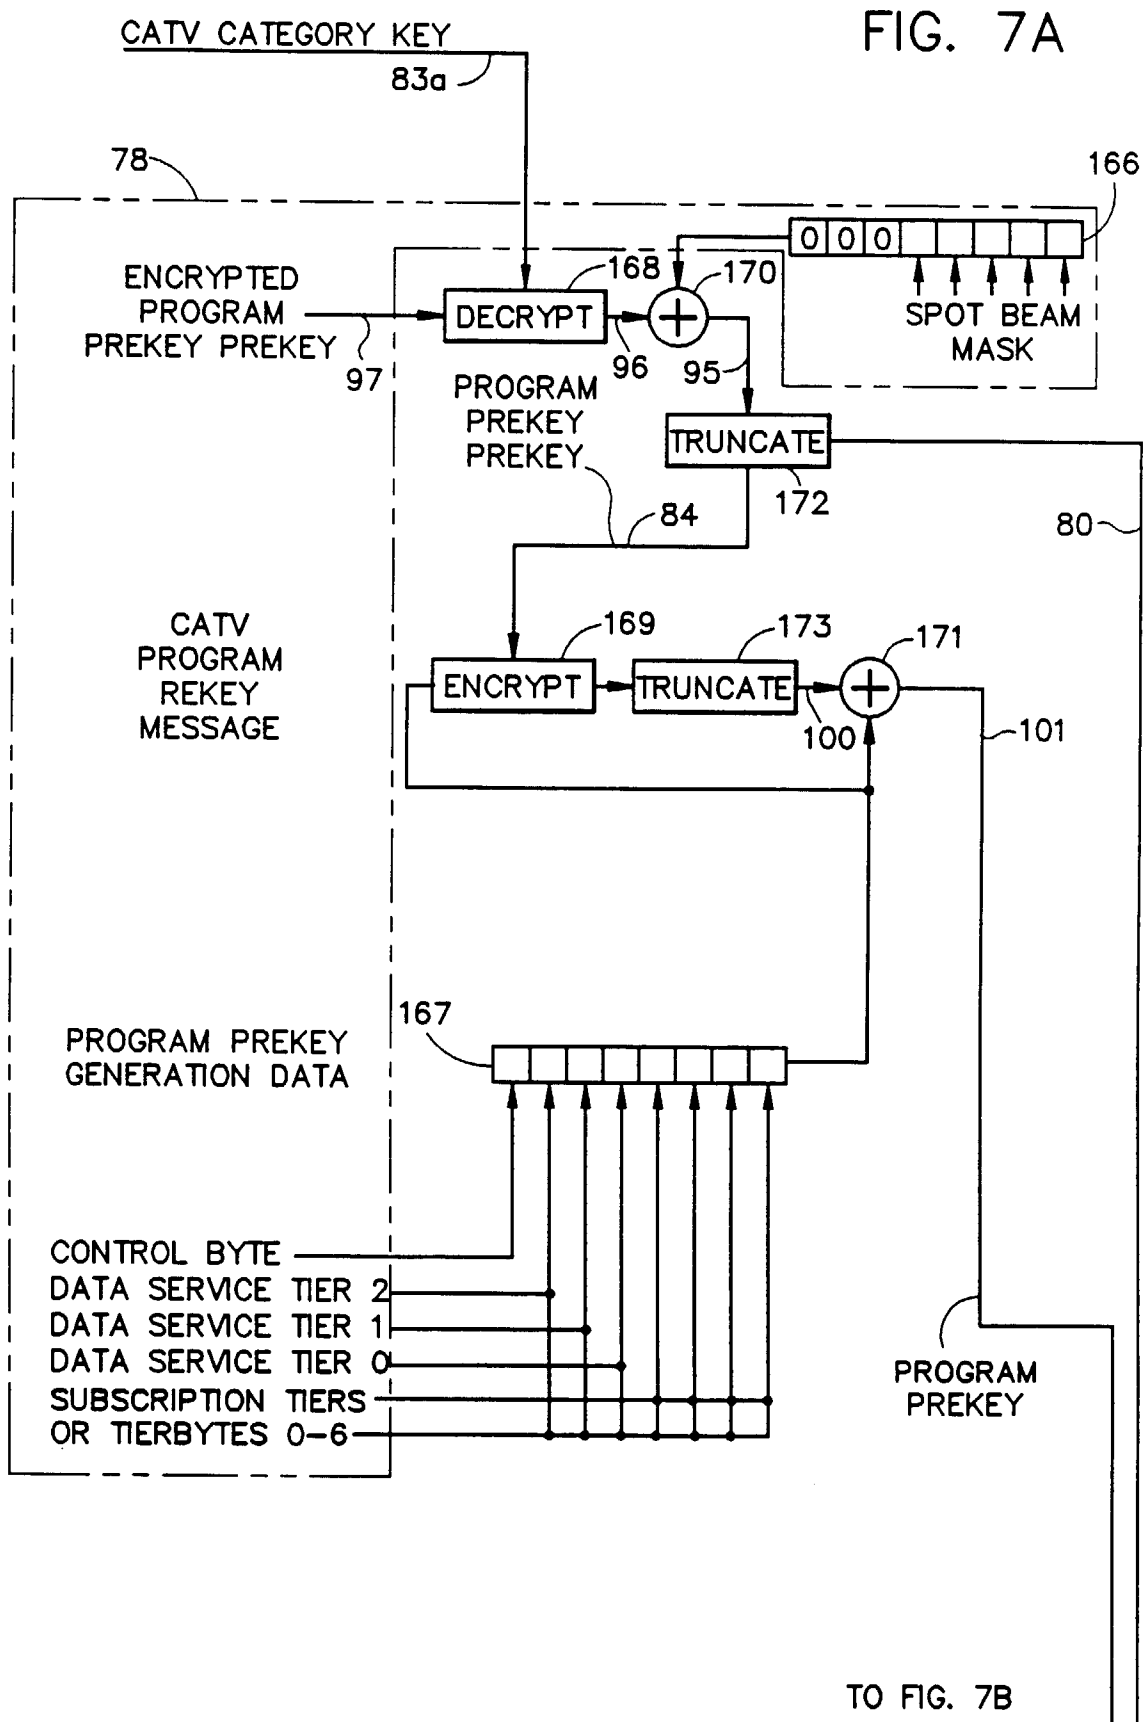 FIG. 7A
CATV CATEGORY KEY
83a
78
166
0 0 0
ENCRYPTED
PROGRAM
PREKEY PREKEY
97
168
DECRYPT
96
170
+
95
SPOT BEAM
MASK
PROGRAM
PREKEY
PREKEY
TRUNCATE
172
84
80
CATV
PROGRAM
REKEY
MESSAGE
169
ENCRYPT
173
TRUNCATE
100
171
+
101
167
PROGRAM PREKEY
GENERATION DATA
CONTROL BYTE
DATA SERVICE TIER 2
DATA SERVICE TIER 1
DATA SERVICE TIER 0
SUBSCRIPTION TIERS
OR TIERBYTES 0-6
PROGRAM
PREKEY
TO FIG. 7B